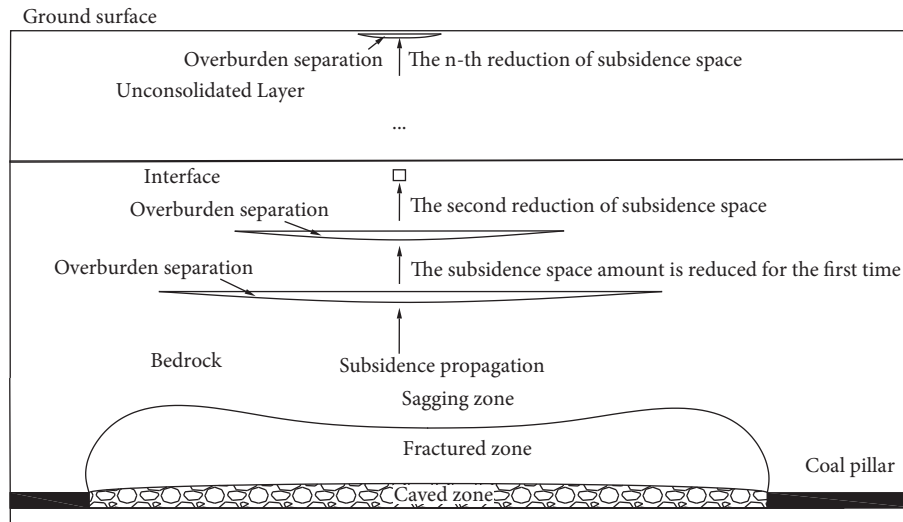 Ground surface
Overburden separation
The n-th reduction of subsidence space
Unconsolidated Layer
...
Interface
Overburden separation
The second reduction of subsidence space
Overburden separation
The subsidence space amount is reduced for the first time
Bedrock
Subsidence propagation
Sagging zone
Fractured zone
Coal pillar
Caved zone